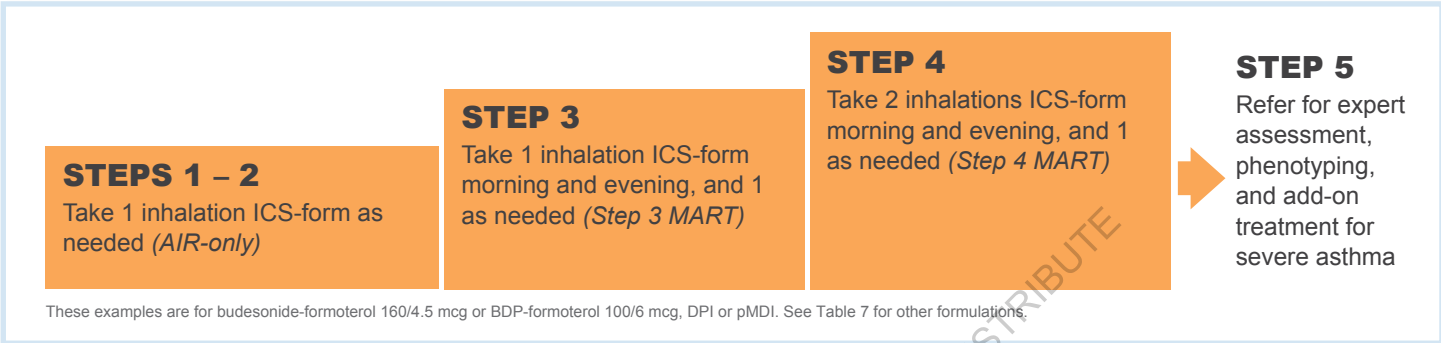 STEPS 1 – 2
Take 1 inhalation ICS-form as
needed (AIR-only)
STEP 3
Take 1 inhalation ICS-form
morning and evening, and 1
as needed (Step 3 MART)
STEP 4
Take 2 inhalations ICS-form
morning and evening, and 1
as needed (Step 4 MART)
STEP 5
Refer for expert
assessment,
phenotyping,
and add-on
treatment for
severe asthma
These examples are for budesonide-formoterol 160/4.5 mcg or BDP-formoterol 100/6 mcg, DPI or pMDI. See Table 7 for other formulations.